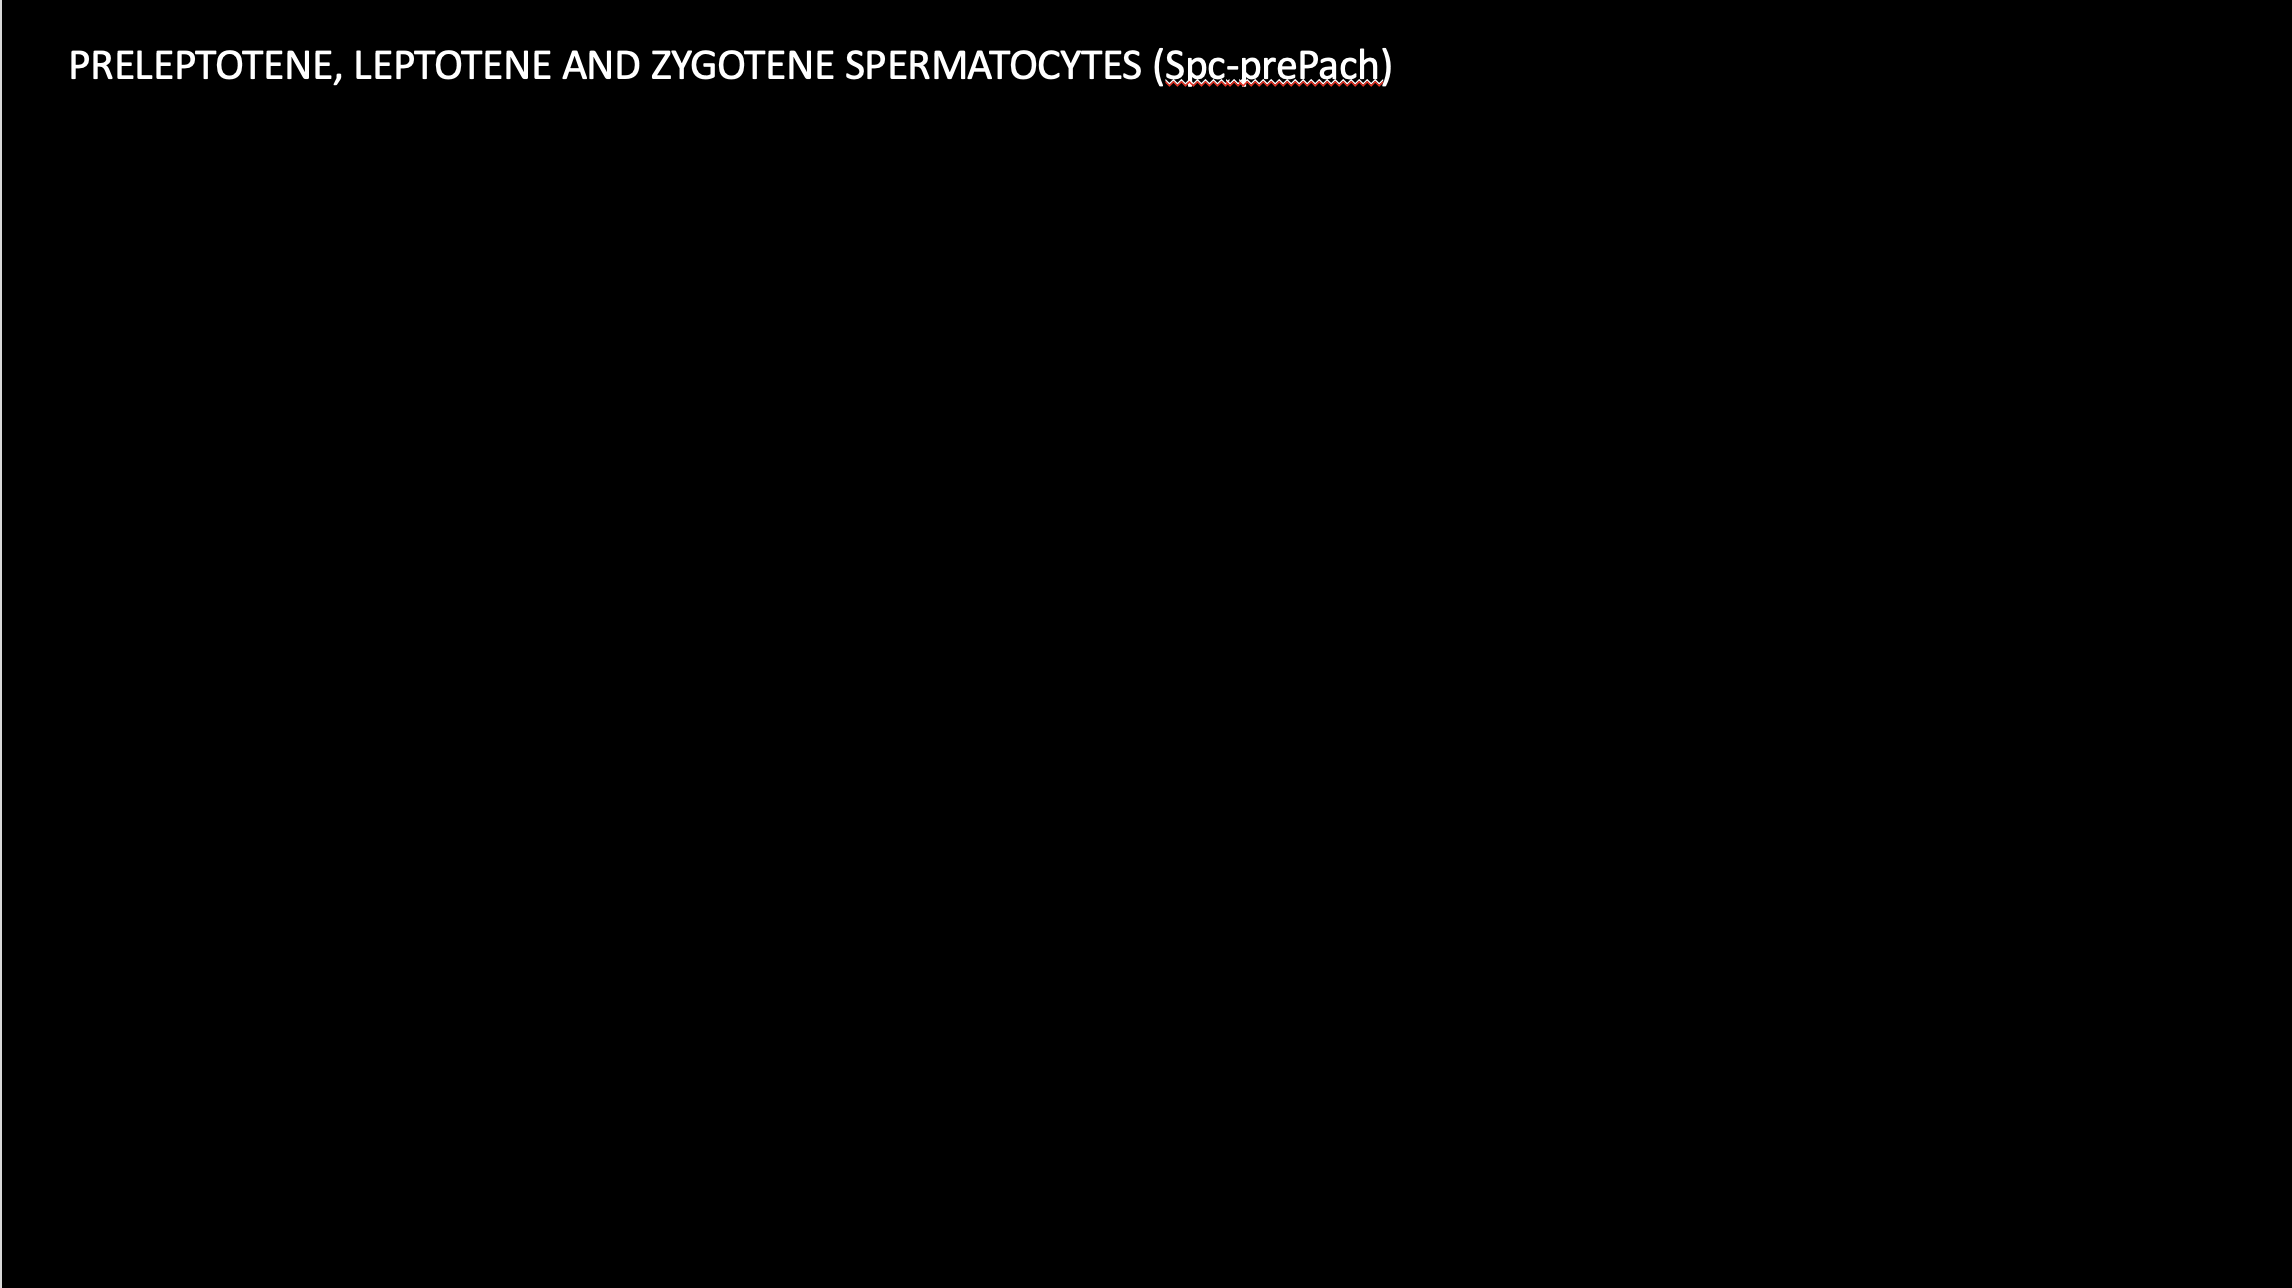 PRELEPTOTENE, LEPTOTENE AND ZYGOTENE SPERMATOCYTES (Spc-prePach)